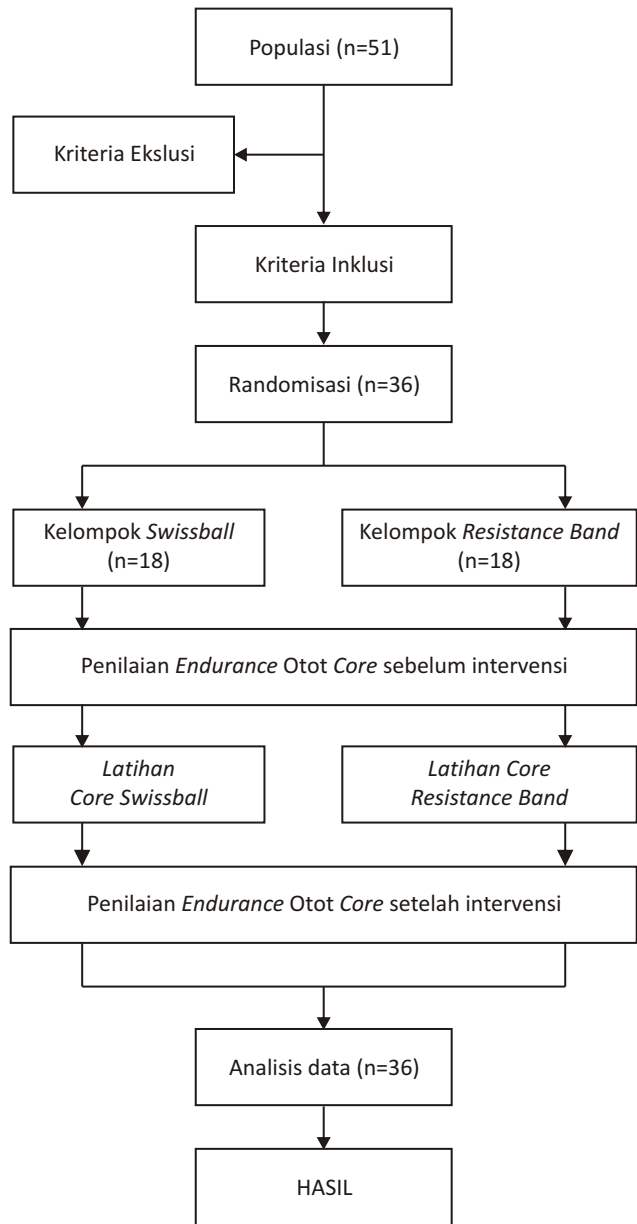 Populasi (n=51)
Kriteria Ekslusi
Kriteria Inklusi
Randomisasi (n=36)
Kelompok Swissball
(n=18)
Kelompok Resistance Band
(n=18)
Penilaian Endurance Otot Core sebelum intervensi
Latihan
Core Swissball
Latihan Core
Resistance Band
Penilaian Endurance Otot Core setelah intervensi
Analisis data (n=36)
HASIL